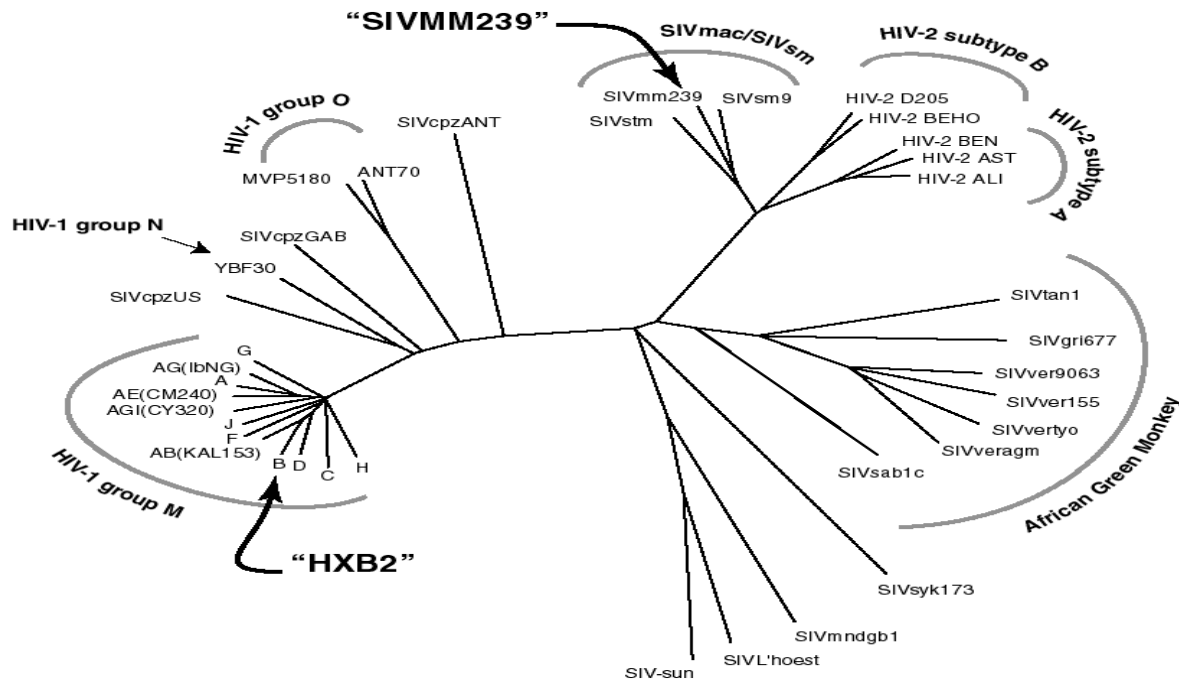 “SIVMM239”
SIVmac/SIVsm
HIV-2 subtype B
SIVmm239
SIVsm9
HIV-2 D205
HIV-1 group O
SIVcpzANT
SIVstm
HIV-2 BEHO
HIV-2 subtype A
HIV-2 BEN
HIV-2 AST
MVP5180
ANT70
HIV-2 ALI
HIV-1 group N
SIVcpzGAB
YBF30
SIVcpzUS
SIVtan1
SIVgri677
G
AG(IbNG)
A
SIVver9063
AE(CM240)
SIVver155
AGI(CY320)
J
SIVvertyo
F
AB(KAL153)
SIVveragm
B
D
C
H
SIVsab1c
HIV-1 group M
African Green Monkey
“HXB2”
SIVsyk173
SIVmndgb1
SIVL'hoest
SIV-sun